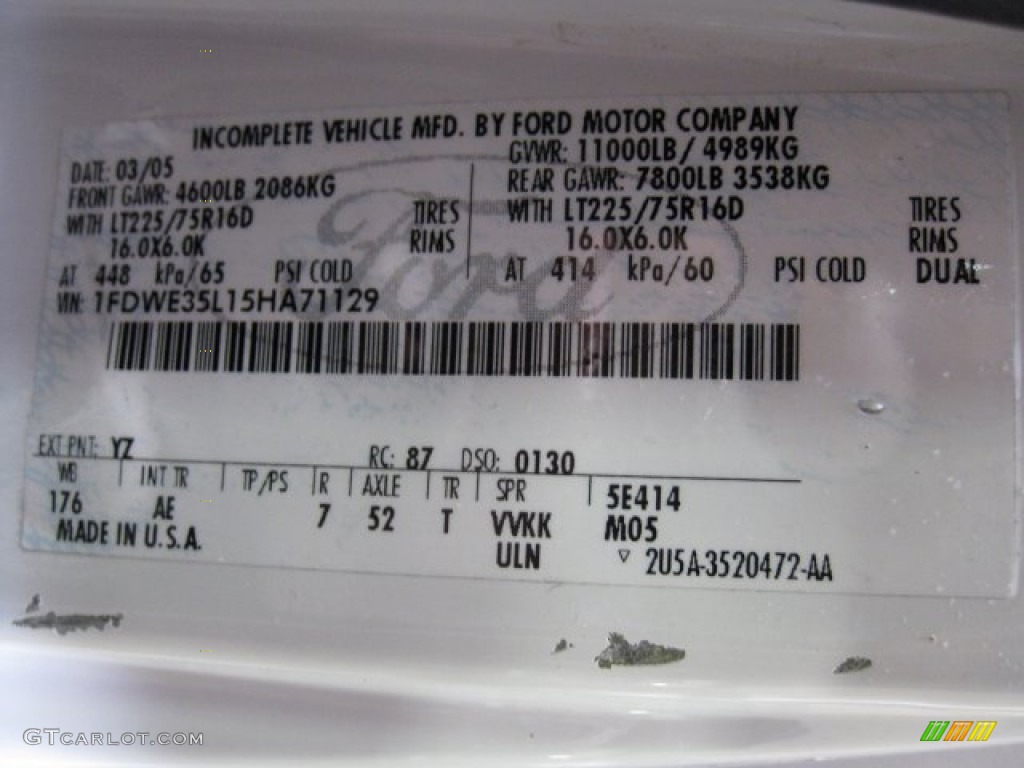 INCOMPLETE VEHICLE MFD. BY FORD MOTOR COMPANY
DATE: 03/05 GVWR: 11000LB/ 4989KG
FRONT GAWR: 4600LB 2086KG REAR GAWR: 7800LB 3538KG
WITH LT225/75R16D TIRES WITH LT225/75R16D TIRES
16.0X6.0K RIMS 16.0X6.0K RIMS
AT 448 kPa/65 PSI COLD AT 414 kPa/60 PSI COLD DUAL
VIN: 1FDWE35L15HA71129
Ford
EXT PNT: YZ RC: 87 DSO: 0130
WB INT TR TP/PS R AXLE TR SPR 5E414
176 AE 7 52 T VVKK M05
MADE IN U.S.A. ULN ▽ 2U5A-3520472-AA
GTCARLOT.COM